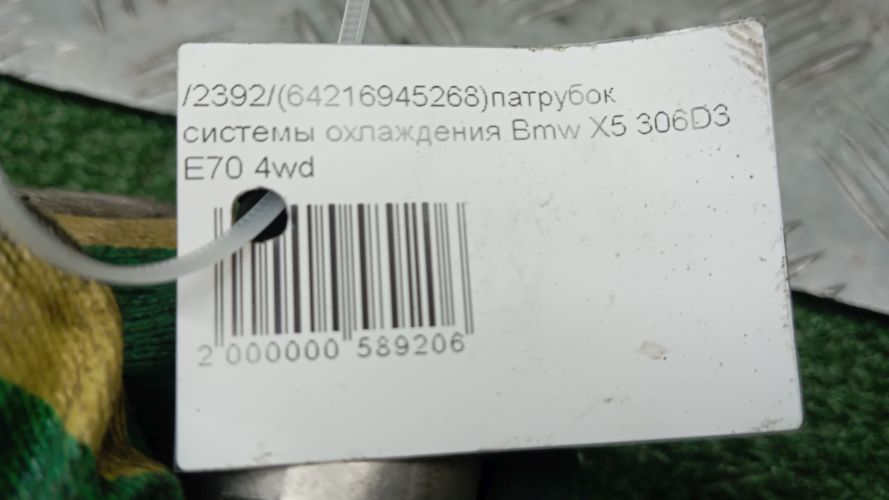 /2392/(64216945268)патрубок
системы охлаждения Bmw X5 306D3
E70 4wd
2 000000 589206